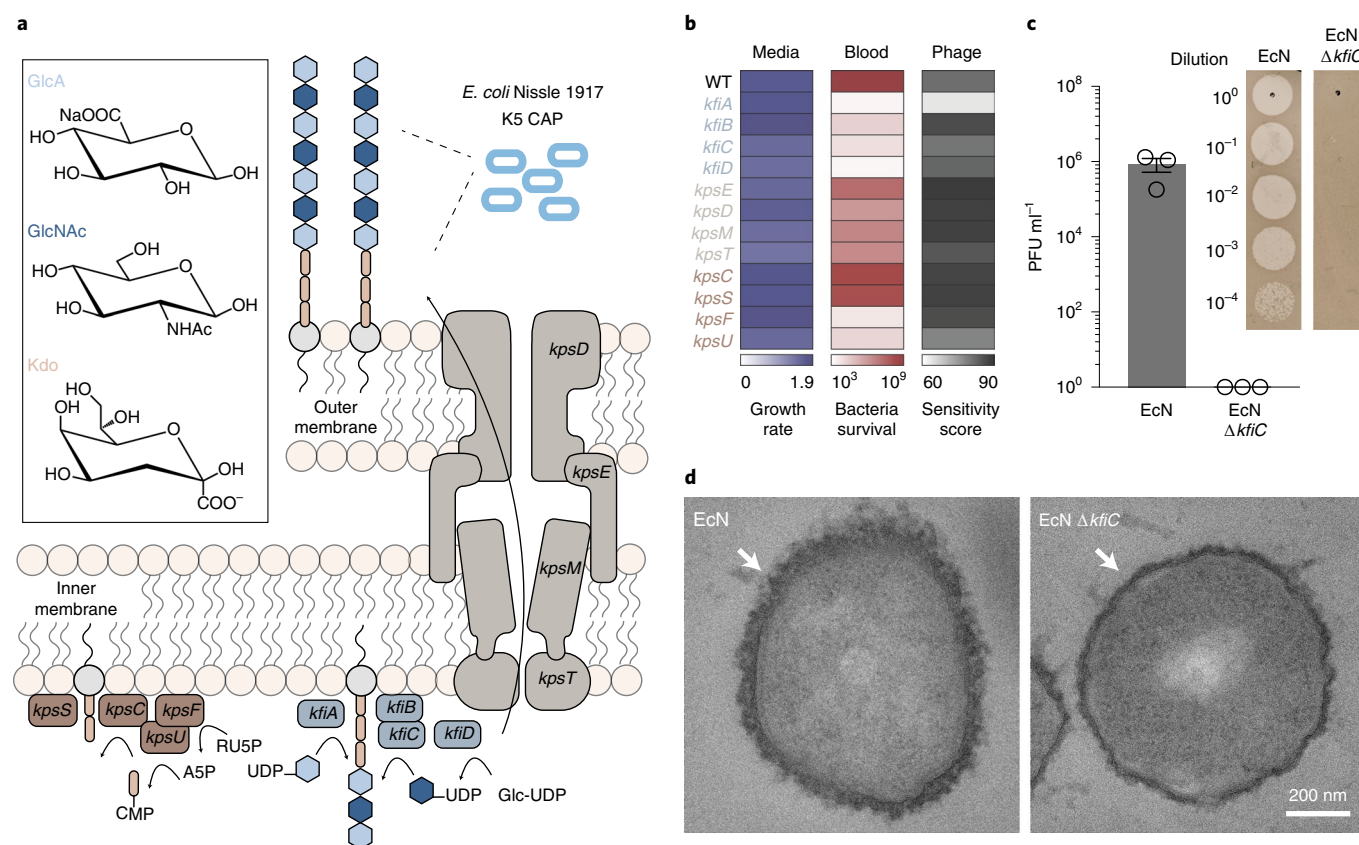 a
GlcA
NaOOC
O
HO
HO
OH
OH
GlcNAc
OH
HO
O
HO
OH
NHAc
Kdo
HO
OH
OH
O
HO
OH
COO⁻
E. coli Nissle 1917
K5 CAP
Outer
membrane
kpsD
kpsE
kpsM
kpsT
Inner
membrane
kpsS
kpsC
kpsF
kpsU
RU5P
A5P
CMP
kfiA
kfiB
kfiC
kfiD
UDP
UDP
Glc-UDP
b
Media
Blood
Phage
WT
kfiA
kfiB
kfiC
kfiD
kpsE
kpsD
kpsM
kpsT
kpsC
kpsS
kpsF
kpsU
0 1.9
10³ 10⁹
60 90
Growth
rate
Bacteria
survival
Sensitivity
score
c
PFU ml⁻¹
10⁸
10⁶
10⁴
10²
10⁰
EcN
EcN
ΔkfiC
Dilution
EcN
EcN
ΔkfiC
10⁰
10⁻¹
10⁻²
10⁻³
10⁻⁴
d
EcN
EcN ΔkfiC
200 nm